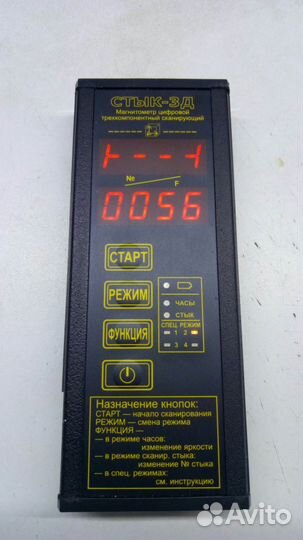 СТЫК-3Д
Магнитометр цифровой
трехкомпонентный сканирующий
№ / F
0056
СТАРТ
РЕЖИМ
ЧАСЫ
СТЫК
ФУНКЦИЯ
СПЕЦ. РЕЖИМ
1 2
3 4
Назначение кнопок:
СТАРТ — начало сканирования
РЕЖИМ — смена режима
ФУНКЦИЯ —
— в режиме часов:
изменение яркости
— в режиме сканир. стыка:
изменение № стыка
— в спец. режимах:
см. инструкцию
Avito